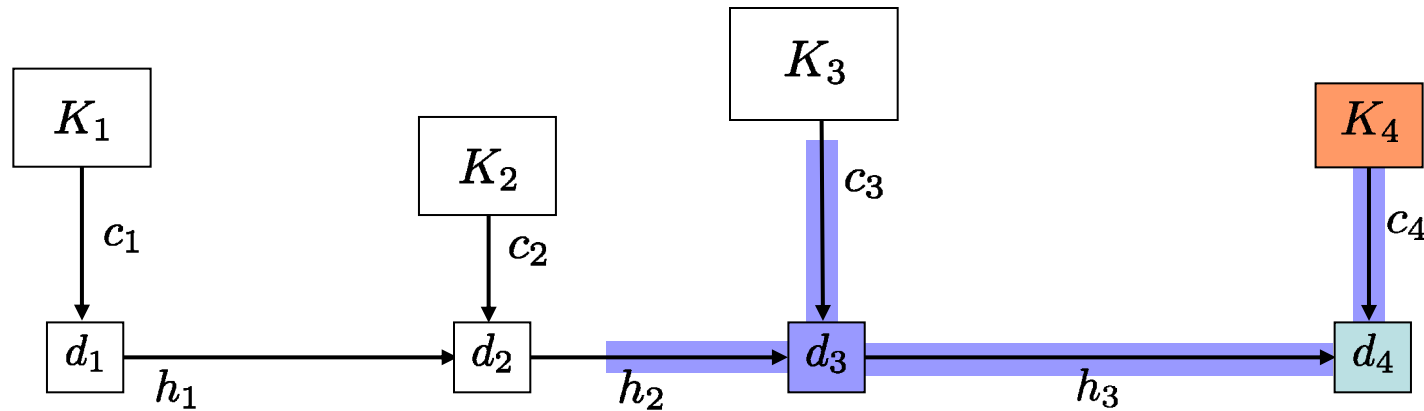 K₁
K₂
K₃
K₄
c₁
c₂
c₃
c₄
d₁
d₂
d₃
d₄
h₁
h₂
h₃